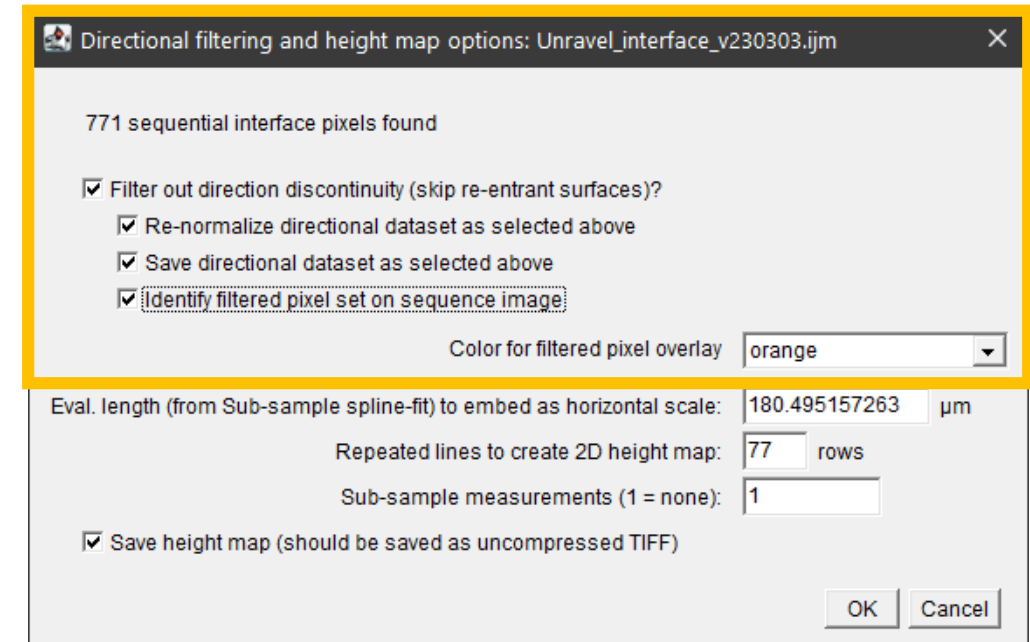 Directional filtering and height map options: Unravel_interface_v230303.ijm
771 sequential interface pixels found
Filter out direction discontinuity (skip re-entrant surfaces)?
Re-normalize directional dataset as selected above
Save directional dataset as selected above
Identify filtered pixel set on sequence image
Color for filtered pixel overlay orange
Eval. length (from Sub-sample spline-fit) to embed as horizontal scale: 180.495157263 µm
Repeated lines to create 2D height map: 77 rows
Sub-sample measurements (1 = none): 1
Save height map (should be saved as uncompressed TIFF)
OK Cancel